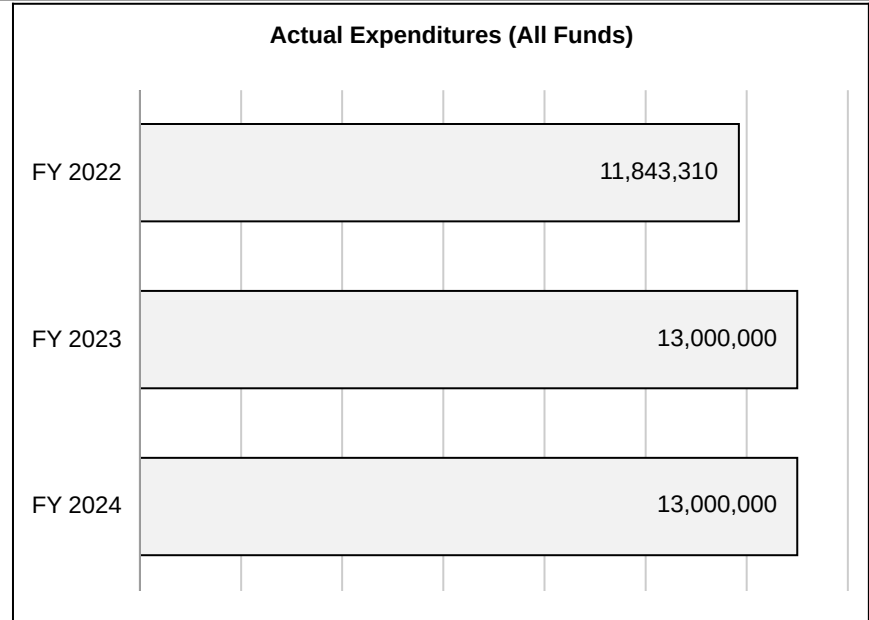 Actual Expenditures (All Funds)
FY 2022
11,843,310
FY 2023
13,000,000
FY 2024
13,000,000